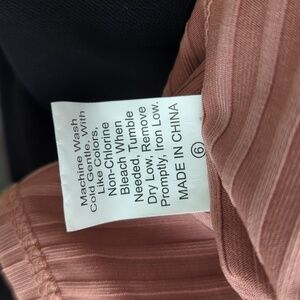 Machine Wash
Cold Gentle, With
Like Colors,
Non-Chlorine
Bleach When
Needed. Tumble
Dry Low, Remove
Promptly, Iron Low.
MADE IN CHINA
6